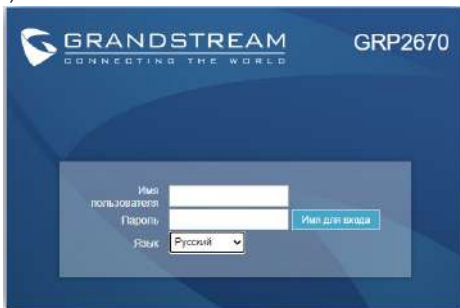 GRANDSTREAM
CONNECTING THE WORLD
GRP2670
Имя
пользователя
Пароль
Имя для входа
Язык
Русский